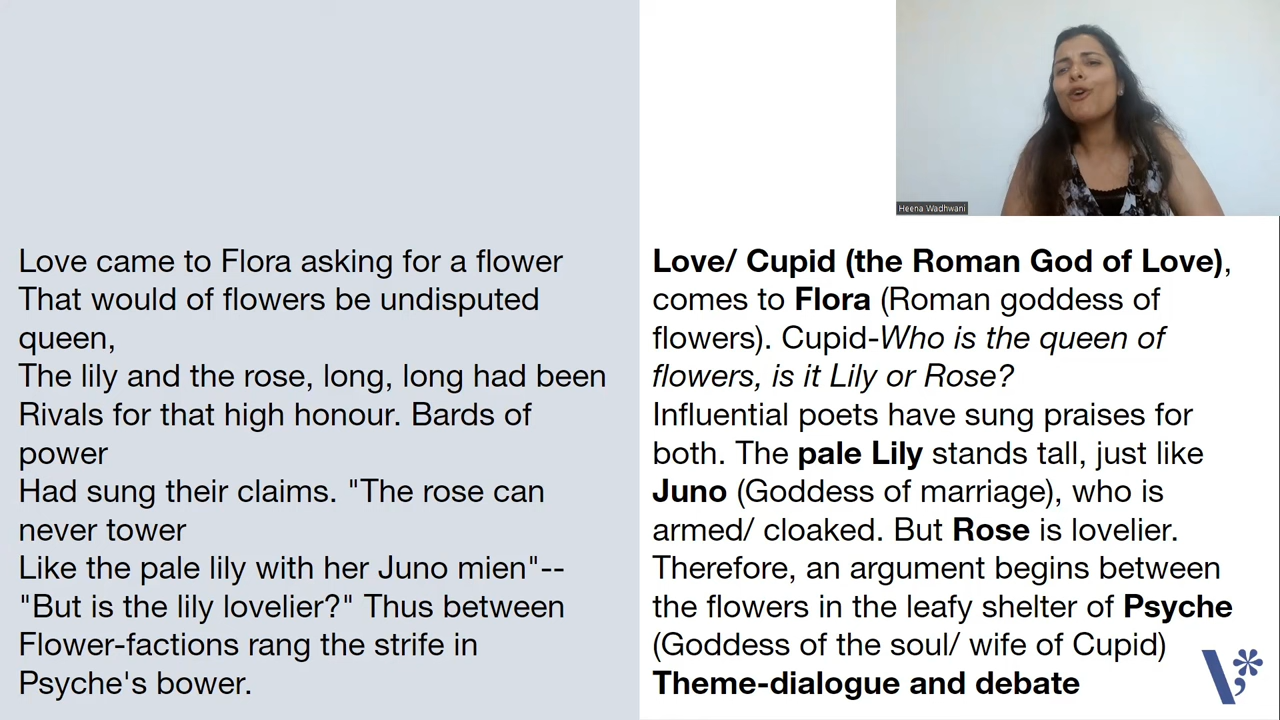 Heena Wadhwani
Love came to Flora asking for a flower
That would of flowers be undisputed
queen,
The lily and the rose, long, long had been
Rivals for that high honour. Bards of
power
Had sung their claims. "The rose can
never tower
Like the pale lily with her Juno mien"--
"But is the lily lovelier?" Thus between
Flower-factions rang the strife in
Psyche's bower.
Love/ Cupid (the Roman God of Love),
comes to Flora (Roman goddess of
flowers). Cupid-Who is the queen of
flowers, is it Lily or Rose?
Influential poets have sung praises for
both. The pale Lily stands tall, just like
Juno (Goddess of marriage), who is
armed/ cloaked. But Rose is lovelier.
Therefore, an argument begins between
the flowers in the leafy shelter of Psyche
(Goddess of the soul/ wife of Cupid)
Theme-dialogue and debate